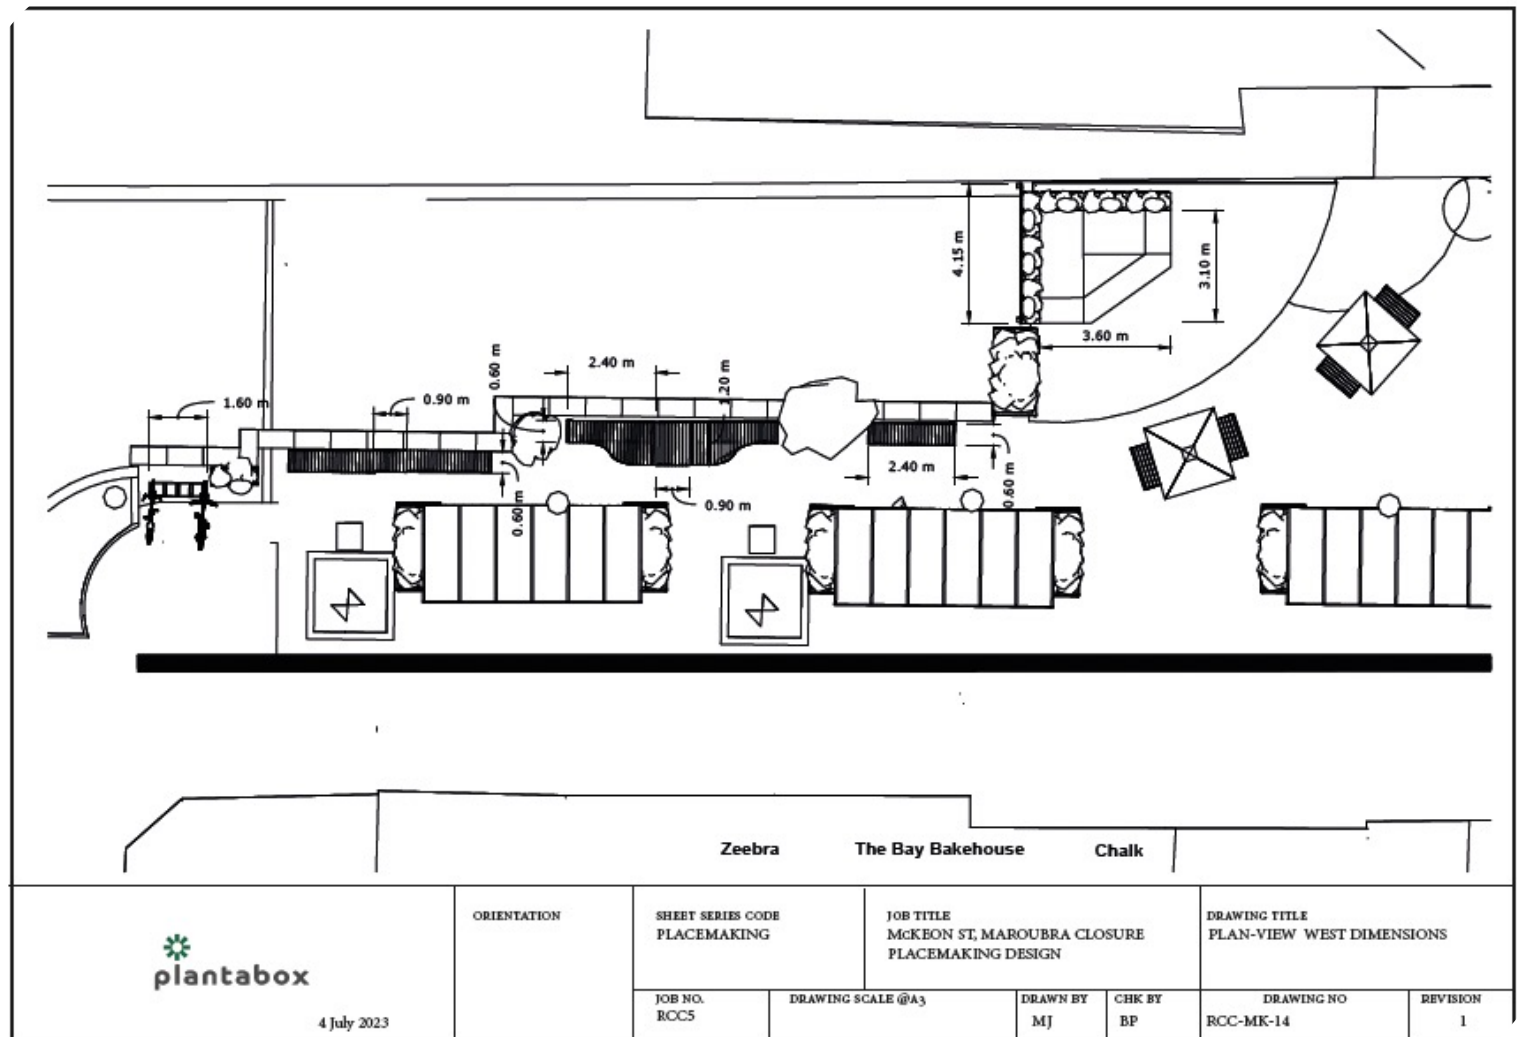 4.15 m
3.10 m
3.60 m
0.60 m
2.40 m
1.20 m
1.60 m
0.90 m
2.40 m
0.60 m
0.60 m
0.90 m
Zeebra
The Bay Bakehouse
Chalk
plantabox
4 July 2023
ORIENTATION
SHEET SERIES CODE
PLACEMAKING
JOB TITLE
McKEON ST, MAROUBRA CLOSURE
PLACEMAKING DESIGN
DRAWING TITLE
PLAN-VIEW WEST DIMENSIONS
JOB NO.
RCC5
DRAWING SCALE @A3
DRAWN BY
MJ
CHK BY
BP
DRAWING NO
RCC-MK-14
REVISION
1